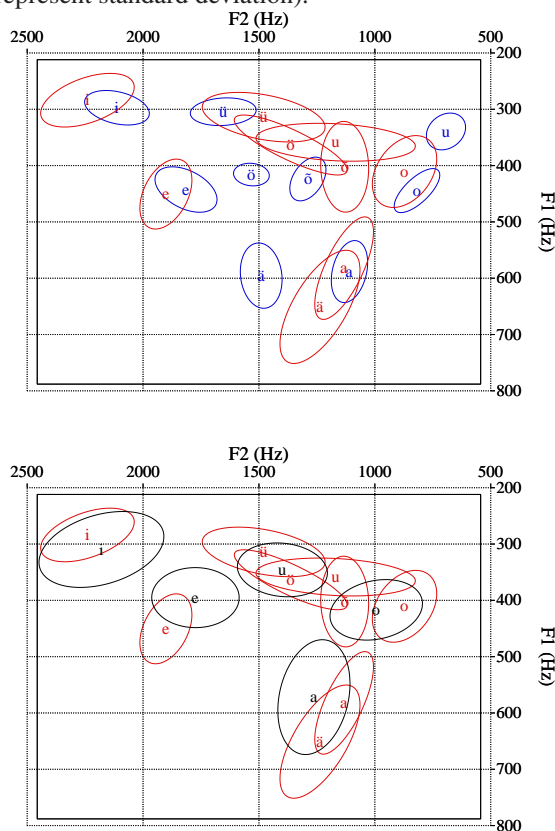 represent standard deviation).
F2 (Hz)
2500 2000 1500 1000 500
200
i i ü ü i u u
300
ö õ
400
ö õ o o
e e
500
a a ä
600
ä
700
800
F1 (Hz)
F2 (Hz)
2500 2000 1500 1000 500
200
i ı ü
300
u ö u
400
e õ o o
e
500
a a
600
ä
700
800
F1 (Hz)